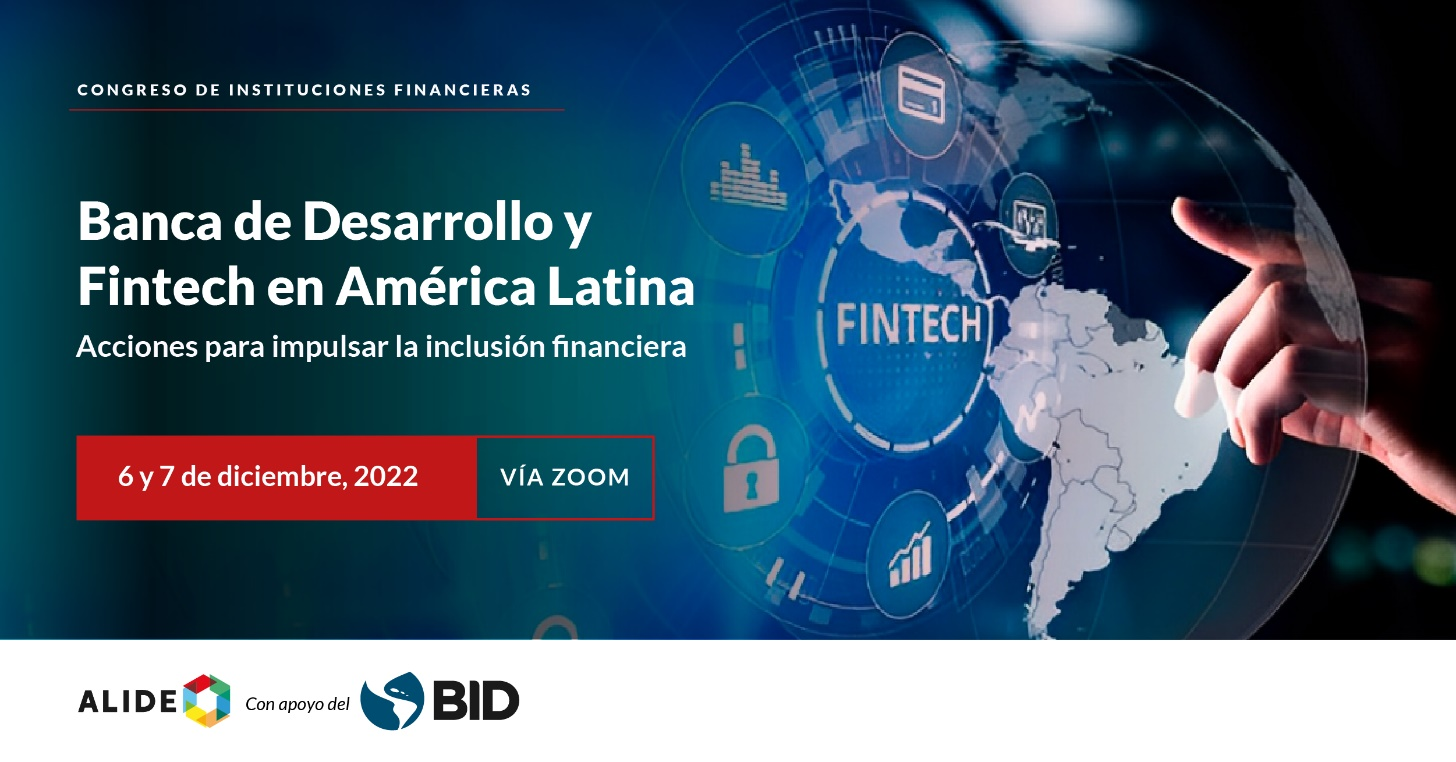 CONGRESO DE INSTITUCIONES FINANCIERAS
Banca de Desarrollo y
Fintech en América Latina
Acciones para impulsar la inclusión financiera
6 y 7 de diciembre, 2022
VÍA ZOOM
FINTECH
ALIDE
Con apoyo del
BID